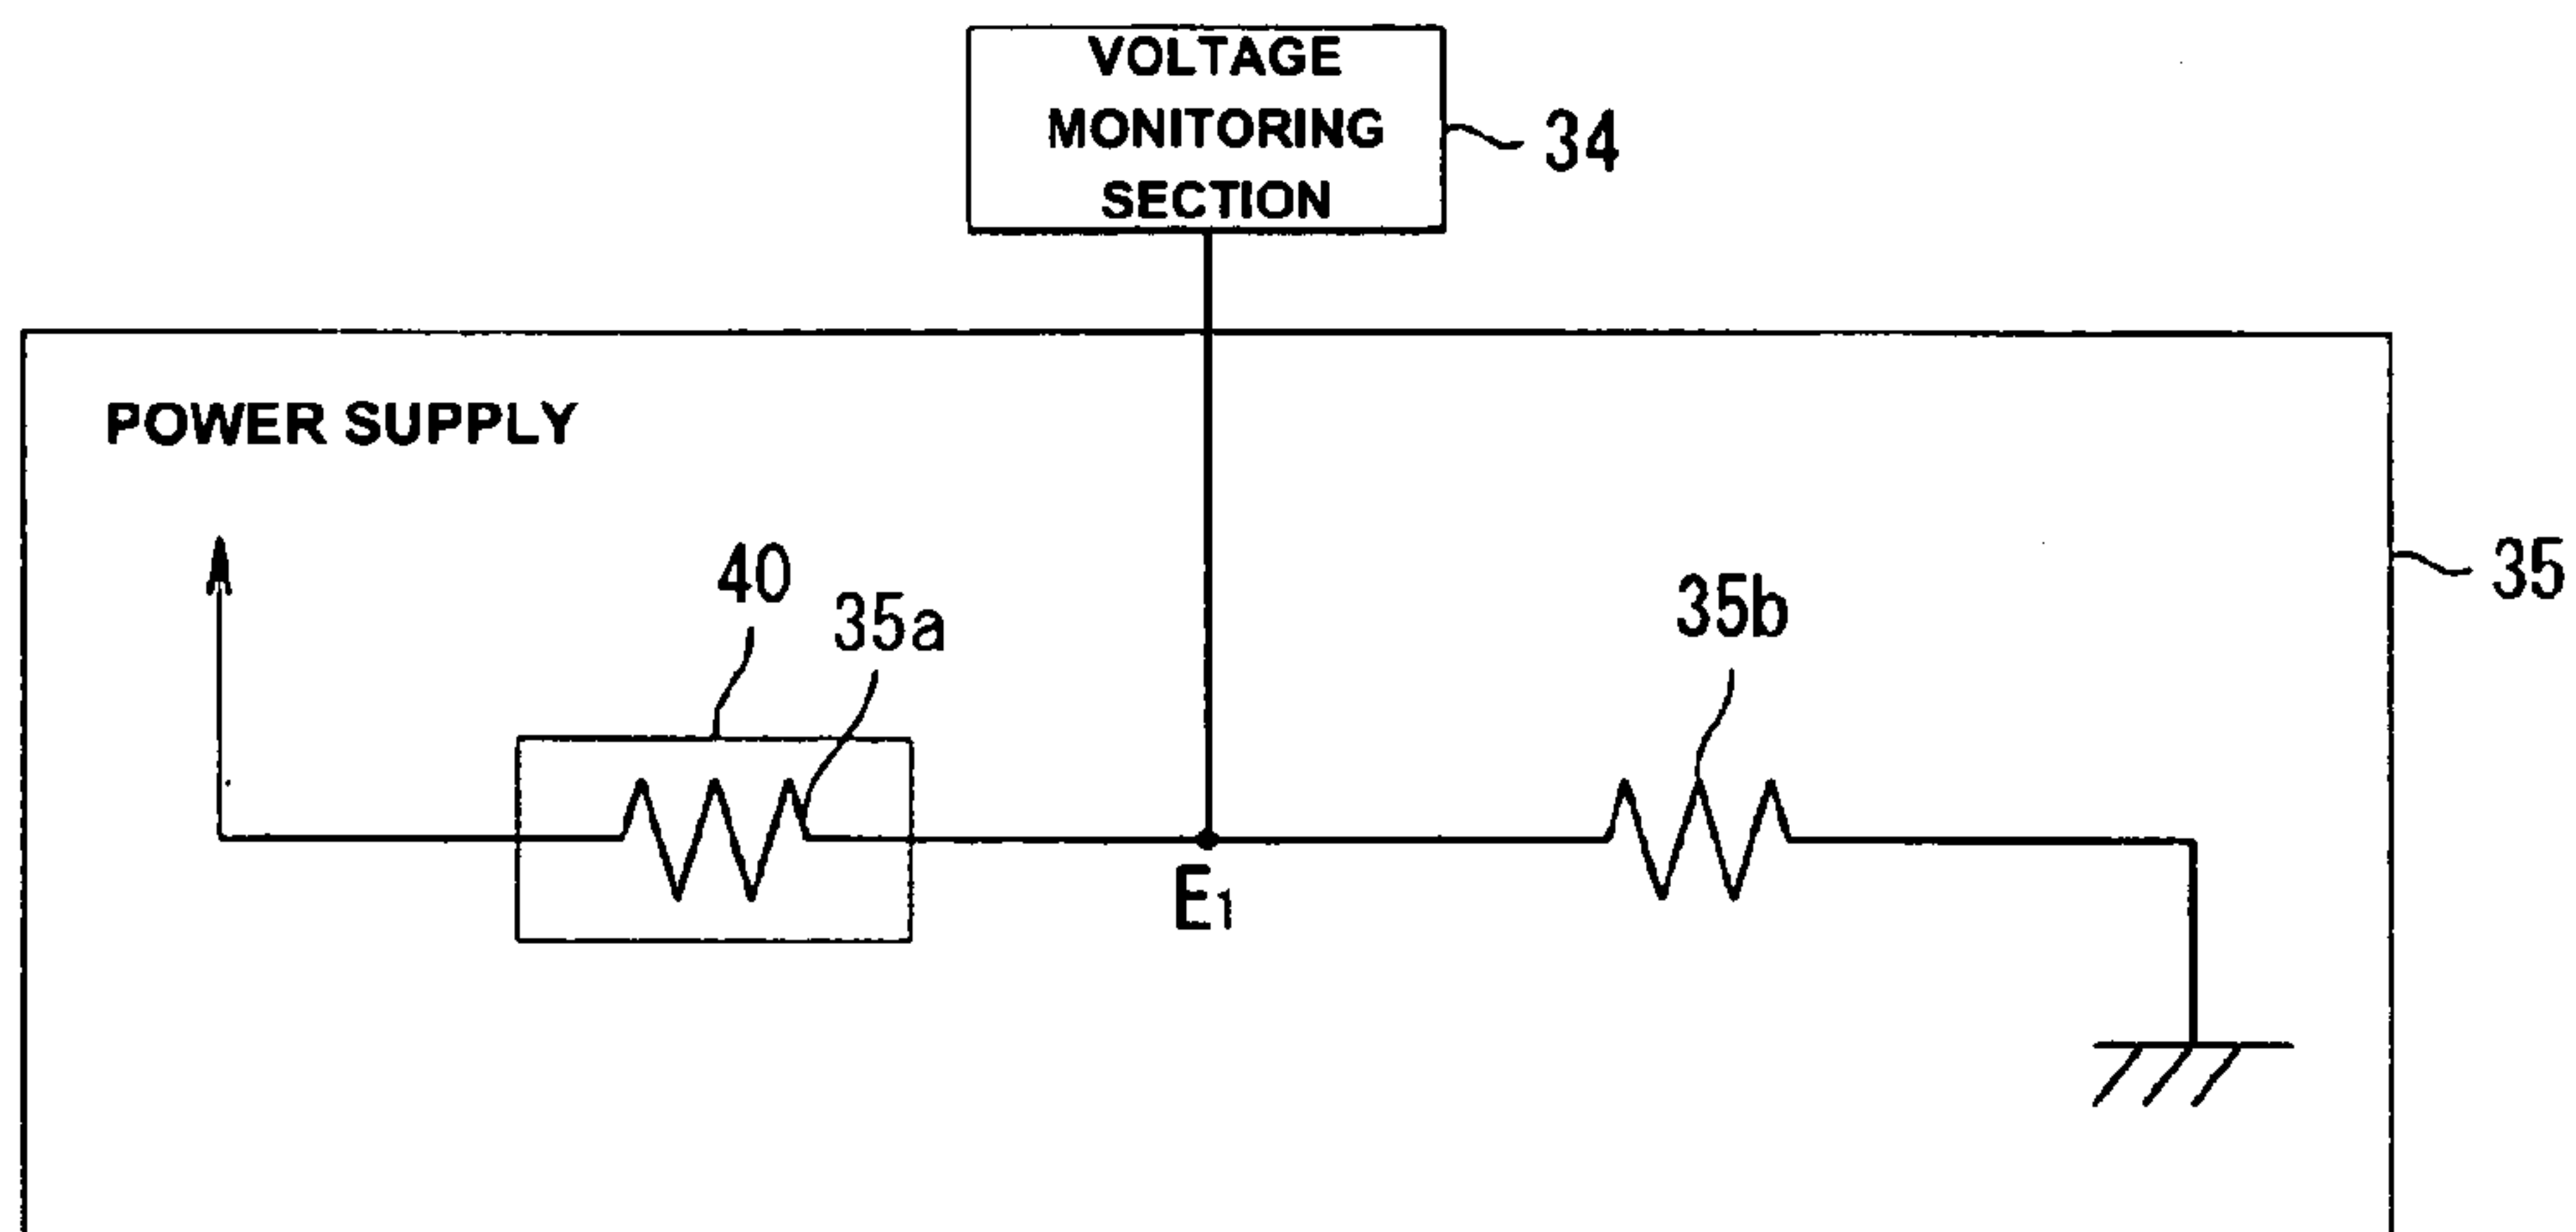 VOLTAGE
MONITORING
SECTION
34
POWER SUPPLY
35
40
35a
35b
E1